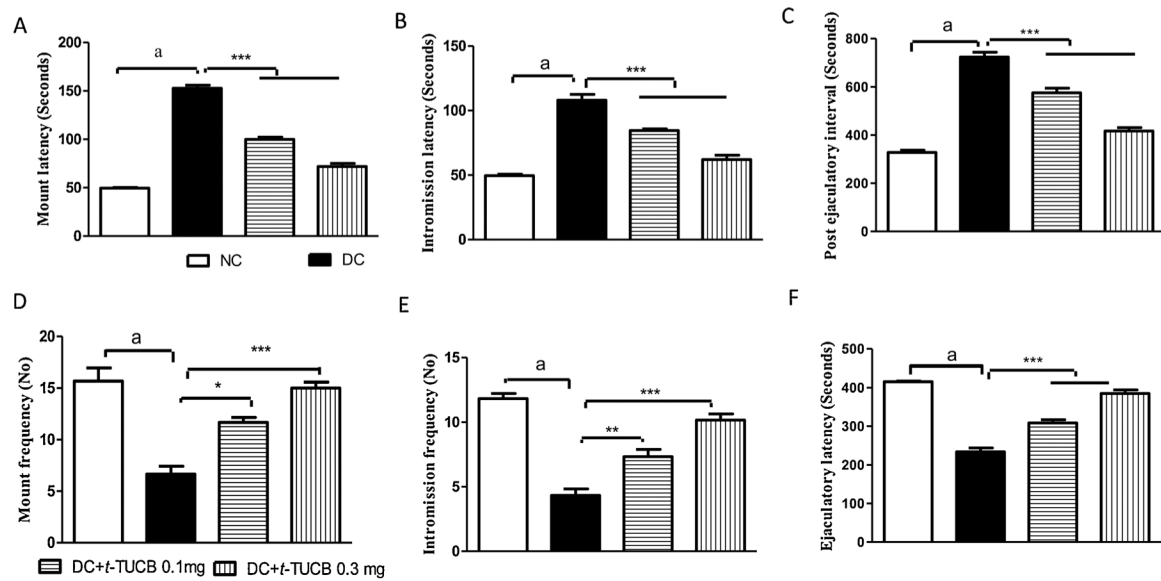 A
Mount latency (Seconds)
200
150
100
50
0
a
***
B
Intromission latency (Seconds)
150
100
50
0
a
***
C
Post ejaculatory interval (Seconds)
800
600
400
200
0
a
***
NC
DC
D
Mount frequency (No)
20
15
10
5
0
a
*
***
E
Intromission frequency (No)
15
10
5
0
a
**
***
F
Ejaculatory latency (Seconds)
500
400
300
200
100
0
a
***
DC+t-TUCB 0.1mg
DC+t-TUCB 0.3 mg